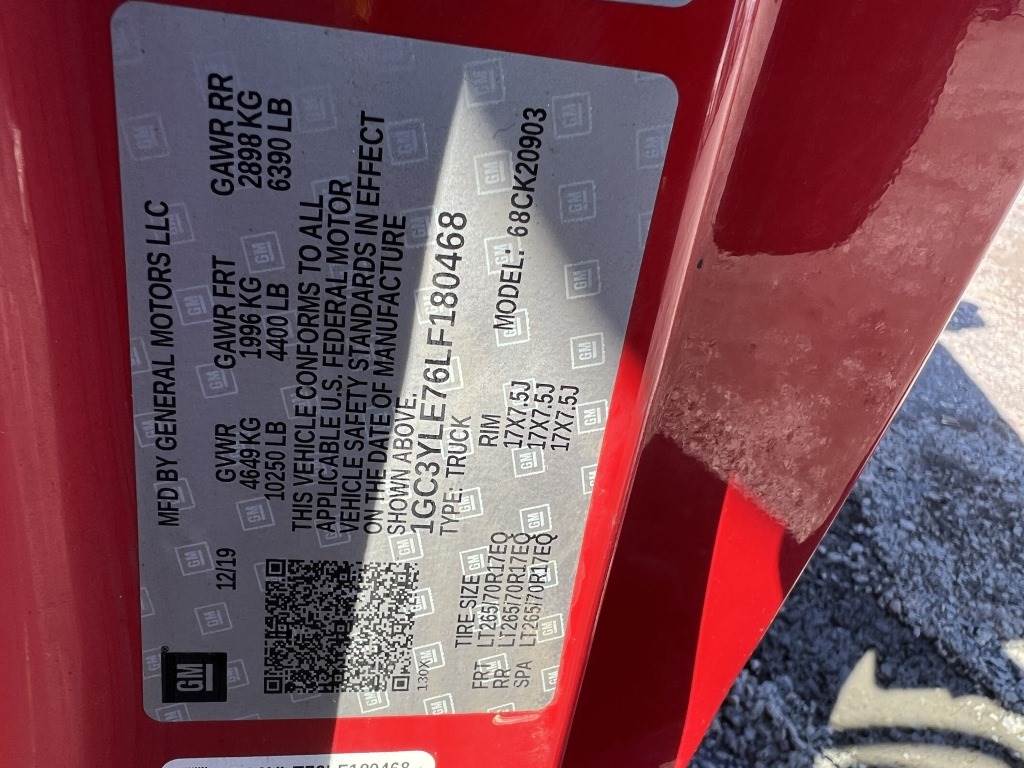 MFD BY GENERAL MOTORS LLC
12/19 GVWR GAWR FRT GAWR RR
4649KG 1996 KG 2898 KG
10250 LB 4400 LB 6390 LB
THIS VEHICLE CONFORMS TO ALL
APPLICABLE U.S. FEDERAL MOTOR
VEHICLE SAFETY STANDARDS IN EFFECT
ON THE DATE OF MANUFACTURE
SHOWN ABOVE.
1GC3YLE76LF180468
TYPE: TRUCK MODEL: 68CK20903
GM®
130X
TIRE SIZE RIM
FRT LT265/70R17EQ 17X7.5J
RR LT265/70R17EQ 17X7.5J
SPA LT265/70R17EQ 17X7.5J